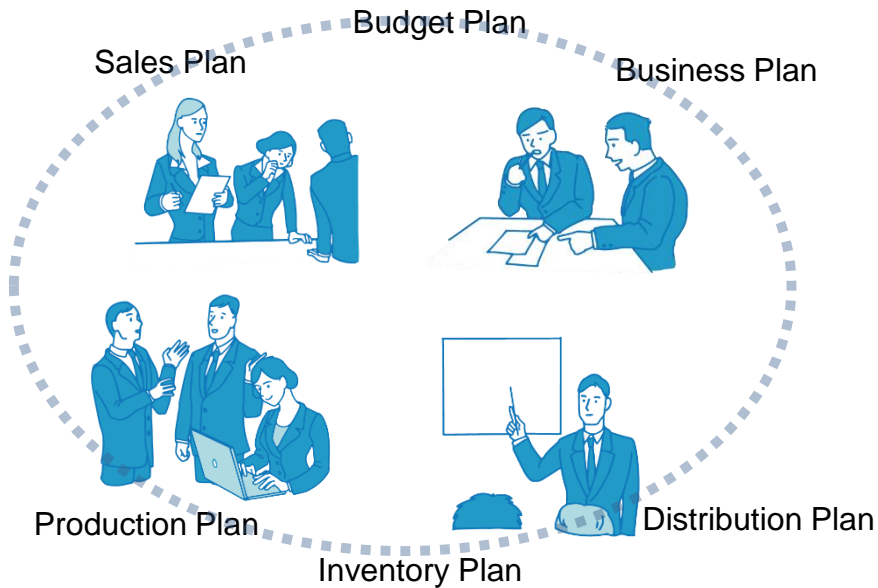 Budget Plan
Sales Plan
Business Plan
Production Plan
Distribution Plan
Inventory Plan